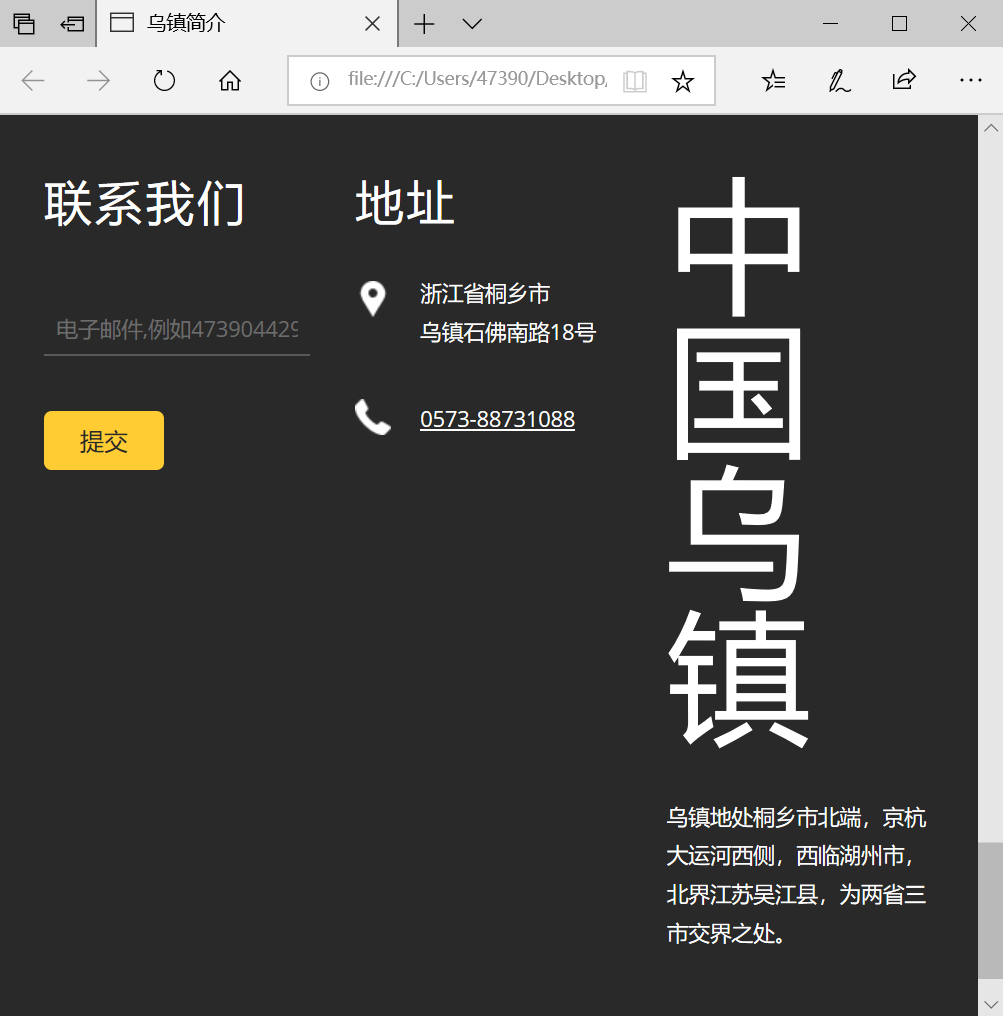 乌镇简介
file:///C:/Users/47390/Desktop/
联系我们
电子邮件,例如473904429
提交
地址
浙江省桐乡市
乌镇石佛南路18号
0573-88731088
中
国
乌
镇
乌镇地处桐乡市北端，京杭
大运河西侧，西临湖州市，
北界江苏吴江县，为两省三
市交界之处。